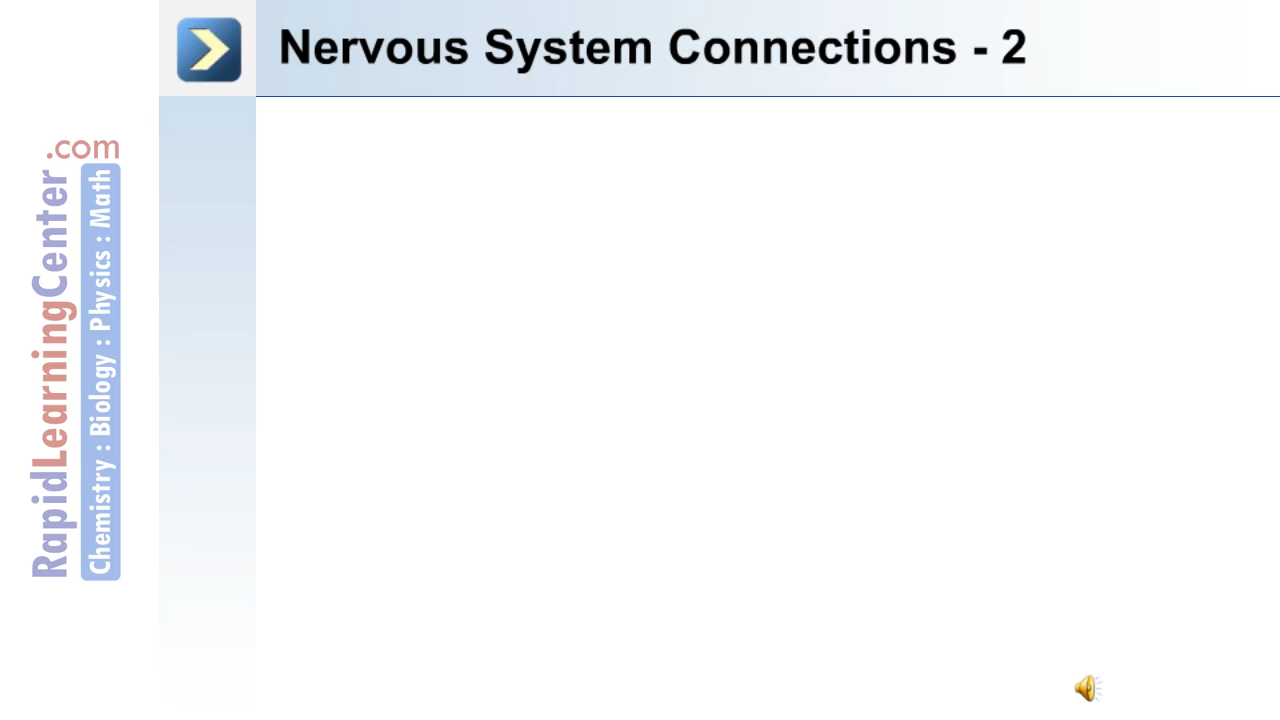 Nervous System Connections - 2
.com
RapidLearningCenter
Chemistry : Biology : Physics : Math